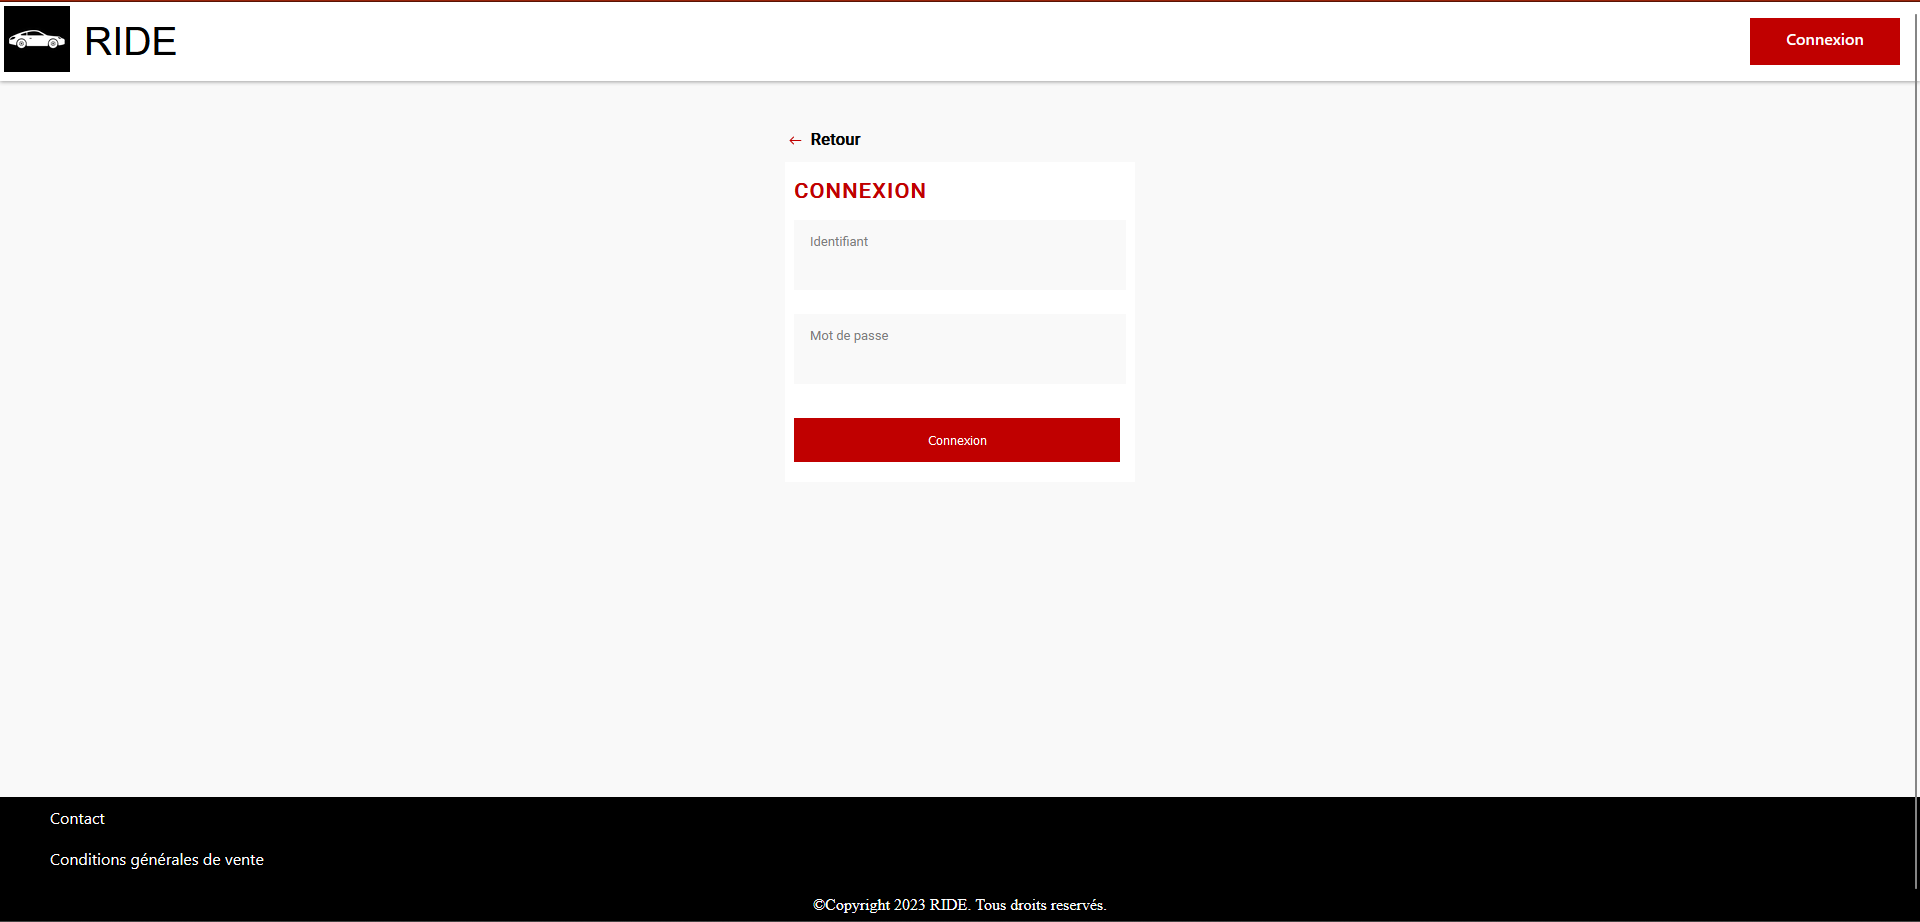 RIDE
Connexion
← Retour
CONNEXION
Identifiant
Mot de passe
Connexion
Contact
Conditions générales de vente
©Copyright 2023 RIDE. Tous droits reservés.